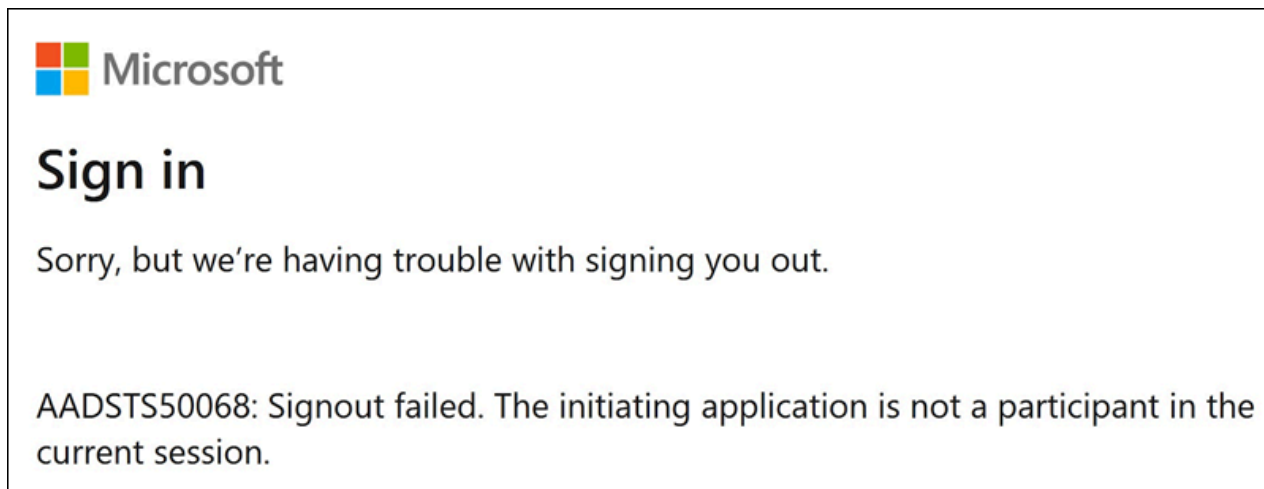 Microsoft
Sign in
Sorry, but we’re having trouble with signing you out.
AADSTS50068: Signout failed. The initiating application is not a participant in the
current session.